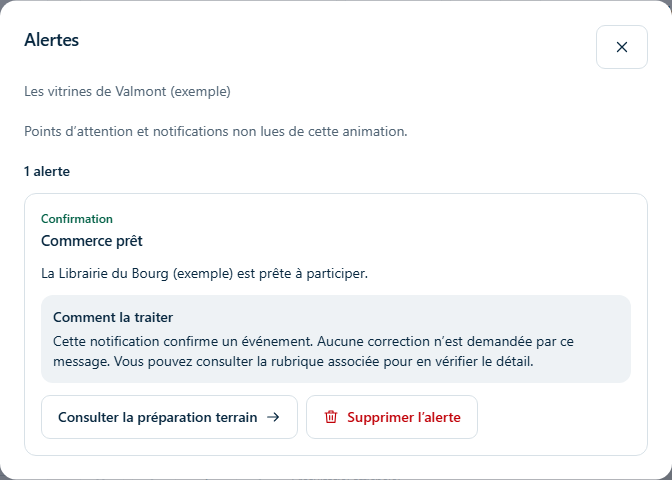 Alertes
Les vitrines de Valmont (exemple)
Points d’attention et notifications non lues de cette animation.
1 alerte
Confirmation
Commerce prêt
La Librairie du Bourg (exemple) est prête à participer.
Comment la traiter
Cette notification confirme un événement. Aucune correction n’est demandée par ce
message. Vous pouvez consulter la rubrique associée pour en vérifier le détail.
Consulter la préparation terrain →
Supprimer l’alerte